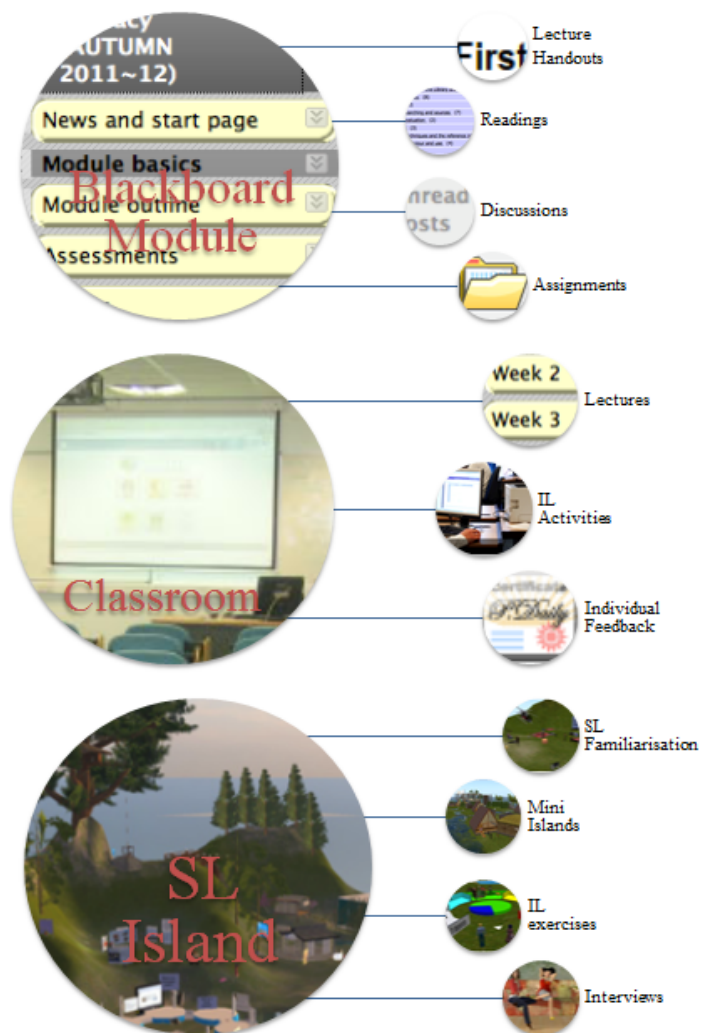 AUTUMN
2011~12)
News and start page
Module basics
Module outline
Assessments
Blackboard
Module
First
Lecture
Handouts
Readings
nread
osts
Discussions
Assignments
Classroom
Week 2
Week 3
Lectures
IL
Activities
Certificate
Individual
Feedback
SL
Island
SL
Familiarisation
Mini
Islands
IL
exercises
Interviews